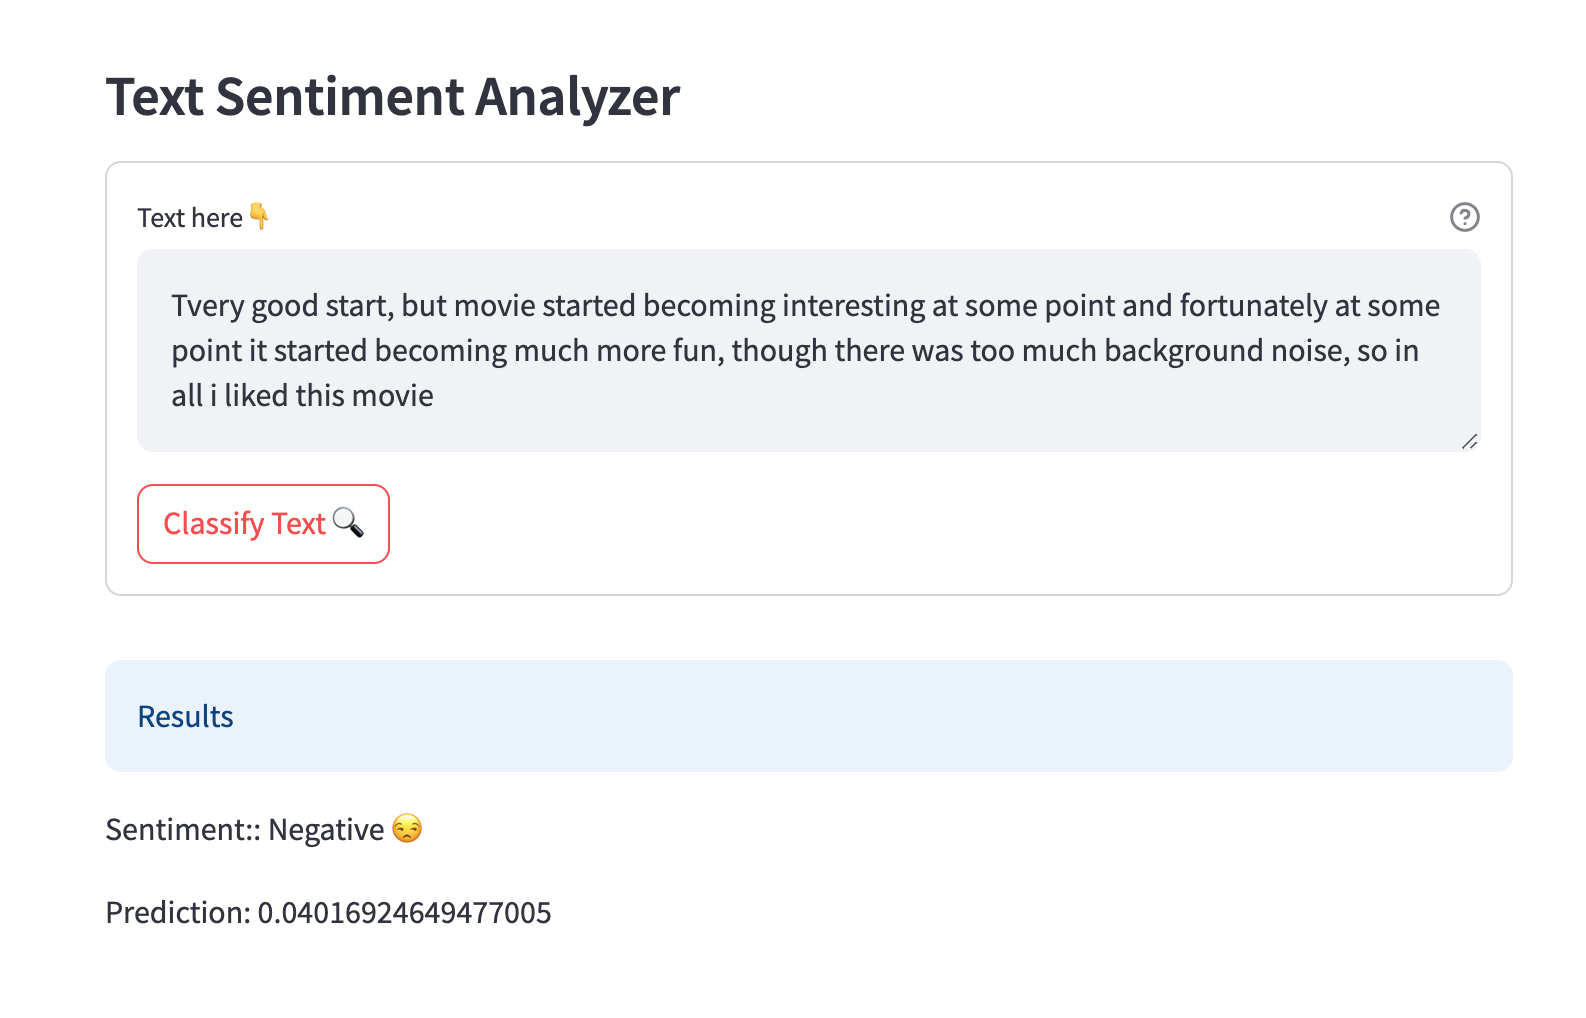 Text Sentiment Analyzer
Text here👇
Tvery good start, but movie started becoming interesting at some point and fortunately at some
point it started becoming much more fun, though there was too much background noise, so in
all i liked this movie
Classify Text🔍
Results
Sentiment:: Negative 😒
Prediction: 0.04016924649477005